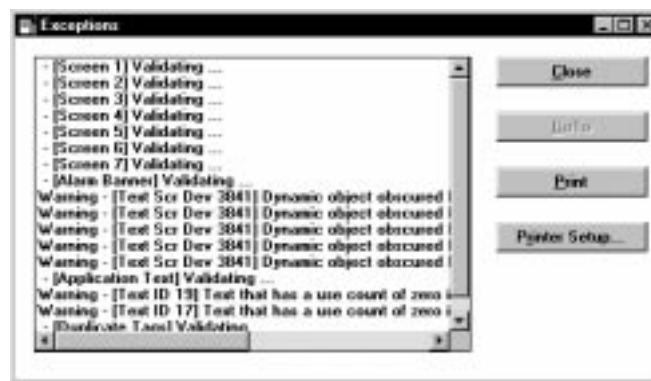 Exceptions
- [Screen 1] Validating ...
- [Screen 2] Validating ...
- [Screen 3] Validating ...
- [Screen 4] Validating ...
- [Screen 5] Validating ...
- [Screen 6] Validating ...
- [Screen 7] Validating ...
- [Alarm Banner] Validating ...
Warning - [Text Scr Dev 3841] Dynamic object obscured
Warning - [Text Scr Dev 3841] Dynamic object obscured
Warning - [Text Scr Dev 3841] Dynamic object obscured
Warning - [Text Scr Dev 3841] Dynamic object obscured
Warning - [Text Scr Dev 3841] Dynamic object obscured
- [Application Text] Validating ...
Warning - [Text ID 19] Text that has a use count of zero
Warning - [Text ID 17] Text that has a use count of zero
- [Duplicate Tags] Validating
Close
GoTo
Print
Printer Setup...